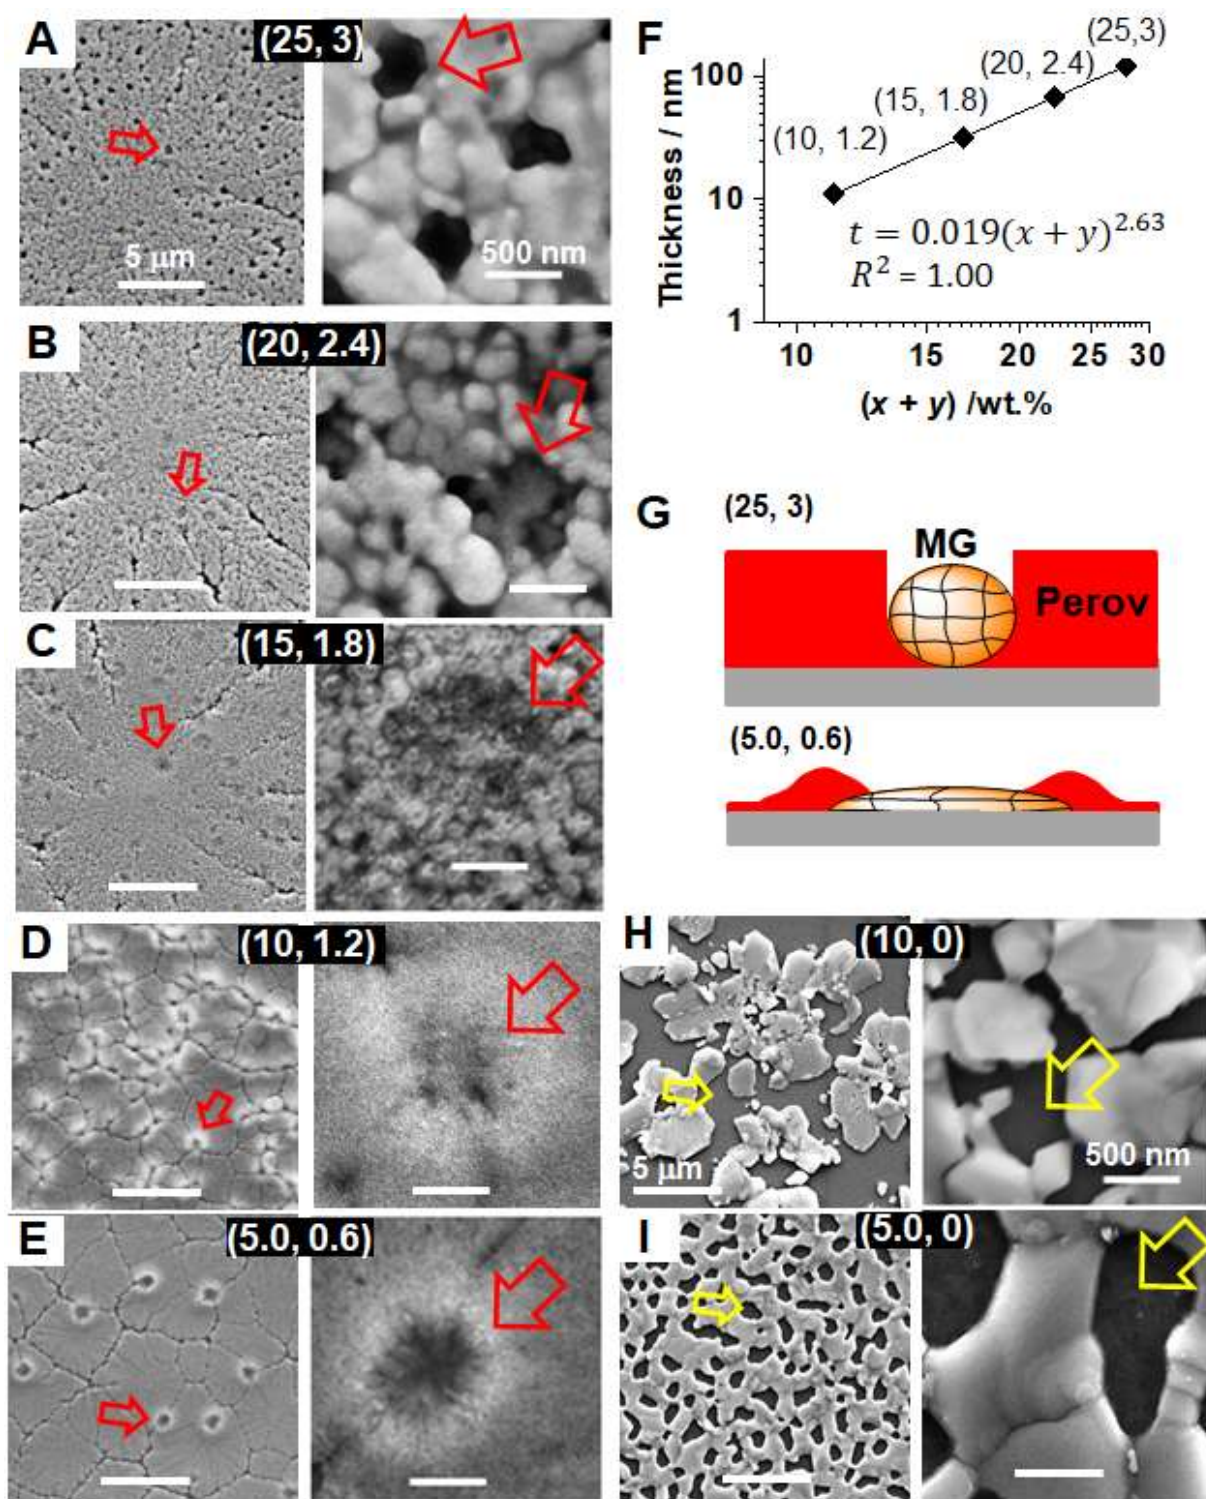 A
(25, 3)
5 µm
500 nm
B
(20, 2.4)
C
(15, 1.8)
D
(10, 1.2)
E
(5.0, 0.6)
F
Thickness / nm
100
10
1
(10, 1.2)
(15, 1.8)
(20, 2.4)
(25,3)
t = 0.019(x + y)^2.63
R² = 1.00
10 15 20 25 30
(x + y) /wt.%
G
(25, 3)
MG
Perov
(5.0, 0.6)
H
(10, 0)
5 µm
500 nm
I
(5.0, 0)